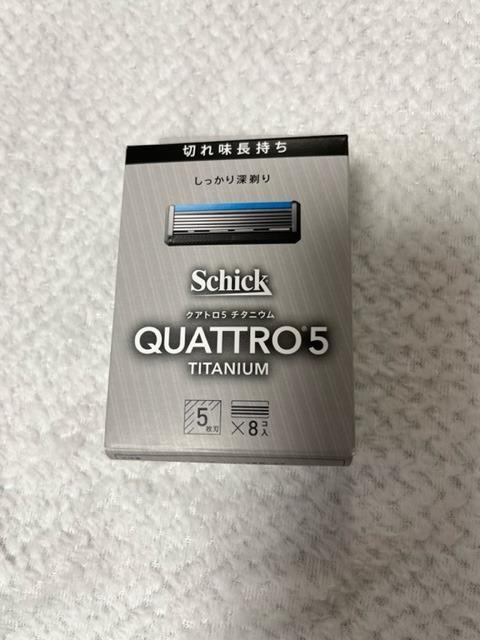 切れ味長持ち
しっかり深剃り
Schick
クアトロ5 チタニウム
QUATTRO®5
TITANIUM
5枚刃
×8コ入